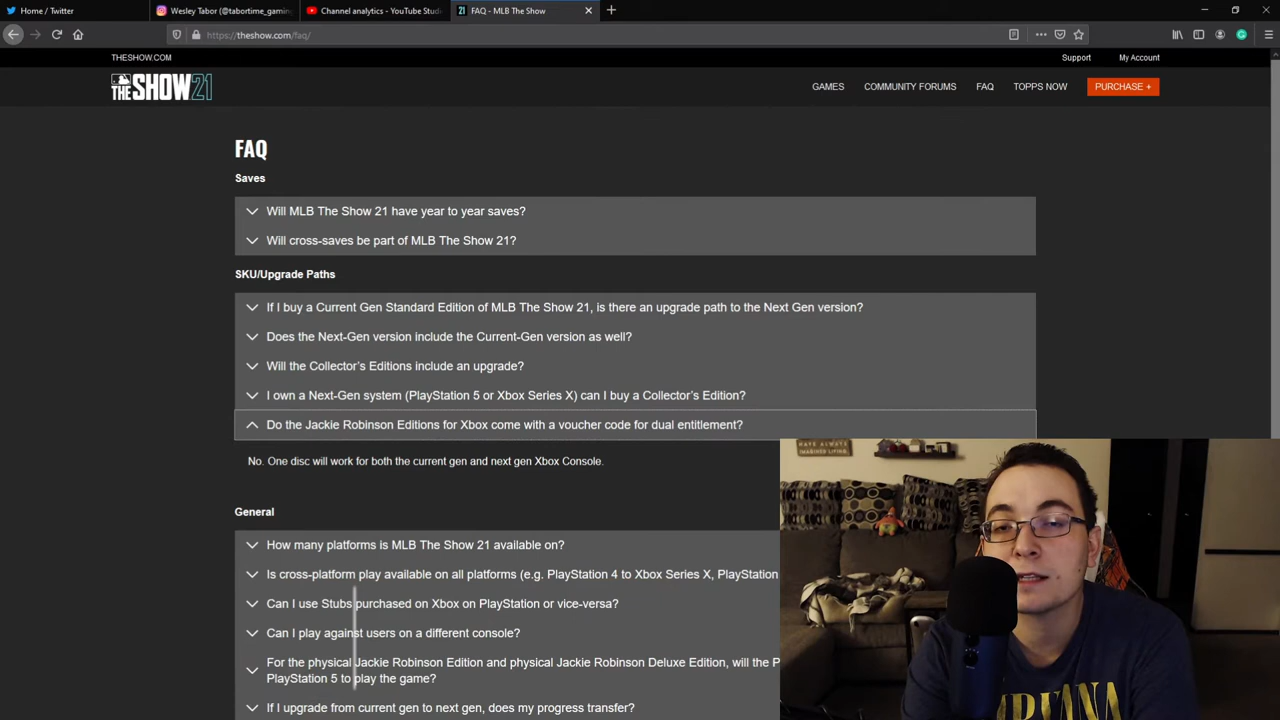 Home / Twitter
Wesley Tabor (@tabortime_gaming
Channel analytics - YouTube Stud
21 FAQ - MLB The Show
https://theshow.com/faq/
THESHOW.COM
Support
My Account
THE SHOW 21
GAMES
COMMUNITY FORUMS
FAQ
TOPPS NOW
PURCHASE +
FAQ
Saves
Will MLB The Show 21 have year to year saves?
Will cross-saves be part of MLB The Show 21?
SKU/Upgrade Paths
If I buy a Current Gen Standard Edition of MLB The Show 21, is there an upgrade path to the Next Gen version?
Does the Next-Gen version include the Current-Gen version as well?
Will the Collector's Editions include an upgrade?
I own a Next-Gen system (PlayStation 5 or Xbox Series X) can I buy a Collector's Edition?
Do the Jackie Robinson Editions for Xbox come with a voucher code for dual entitlement?
No. One disc will work for both the current gen and next gen Xbox Console.
General
How many platforms is MLB The Show 21 available on?
Is cross-platform play available on all platforms (e.g. PlayStation 4 to Xbox Series X, PlayStation
Can I use Stubs purchased on Xbox on PlayStation or vice-versa?
Can I play against users on a different console?
For the physical Jackie Robinson Edition and physical Jackie Robinson Deluxe Edition, will the P
PlayStation 5 to play the game?
If I upgrade from current gen to next gen, does my progress transfer?